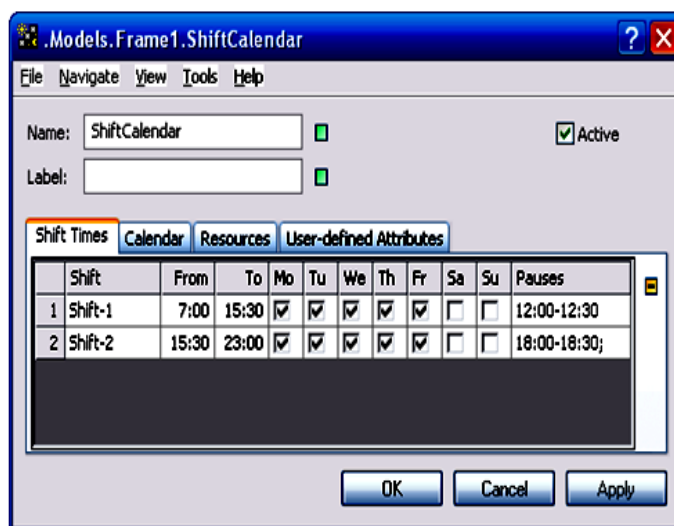 .Models.Frame1.ShiftCalendar ?
File Navigate View Tools Help
Name: ShiftCalendar Active
Label:
Shift Times Calendar Resources User-defined Attributes
Shift From To Mo Tu We Th Fr Sa Su Pauses
1 Shift-1 7:00 15:30 12:00-12:30
2 Shift-2 15:30 23:00 18:00-18:30;
OK Cancel Apply